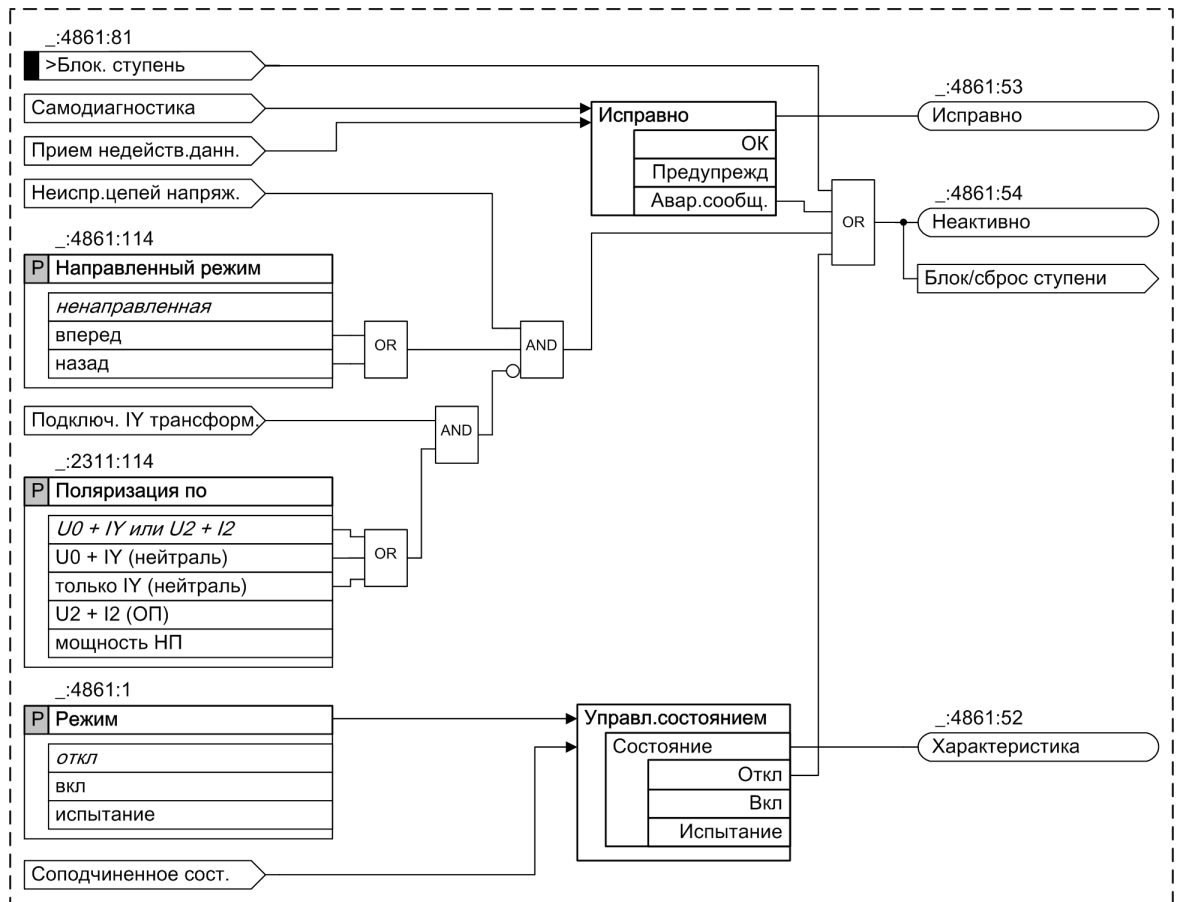 _:4861:81
>Блок. ступень
Самодиагностика
Прием недейств.данн.
Неиспр.цепей напряж.
_:4861:114
P Направленный режим
ненаправленная
вперед
назад
OR
AND
Подключ. IY трансформ.
AND
_:2311:114
P Поляризация по
U0 + IY или U2 + I2
U0 + IY (нейтраль)
только IY (нейтраль)
U2 + I2 (ОП)
мощность НП
OR
_:4861:1
P Режим
откл
вкл
испытание
Соподчиненное сост.
Исправно
ОК
Предупрежд
Авар.сообщ.
OR
Управл.состоянием
Состояние
Откл
Вкл
Испытание
_:4861:53
Исправно
_:4861:54
Неактивно
Блок/сброс ступени
_:4861:52
Характеристика